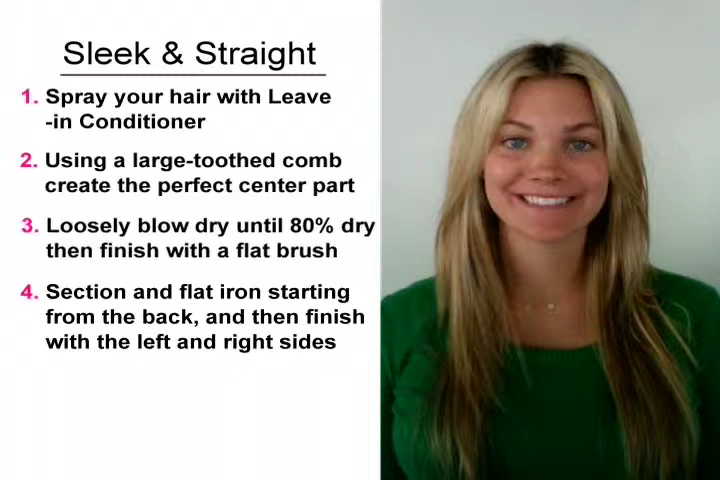 Sleek & Straight
1. Spray your hair with Leave
-in Conditioner
2. Using a large-toothed comb
create the perfect center part
3. Loosely blow dry until 80% dry
then finish with a flat brush
4. Section and flat iron starting
from the back, and then finish
with the left and right sides